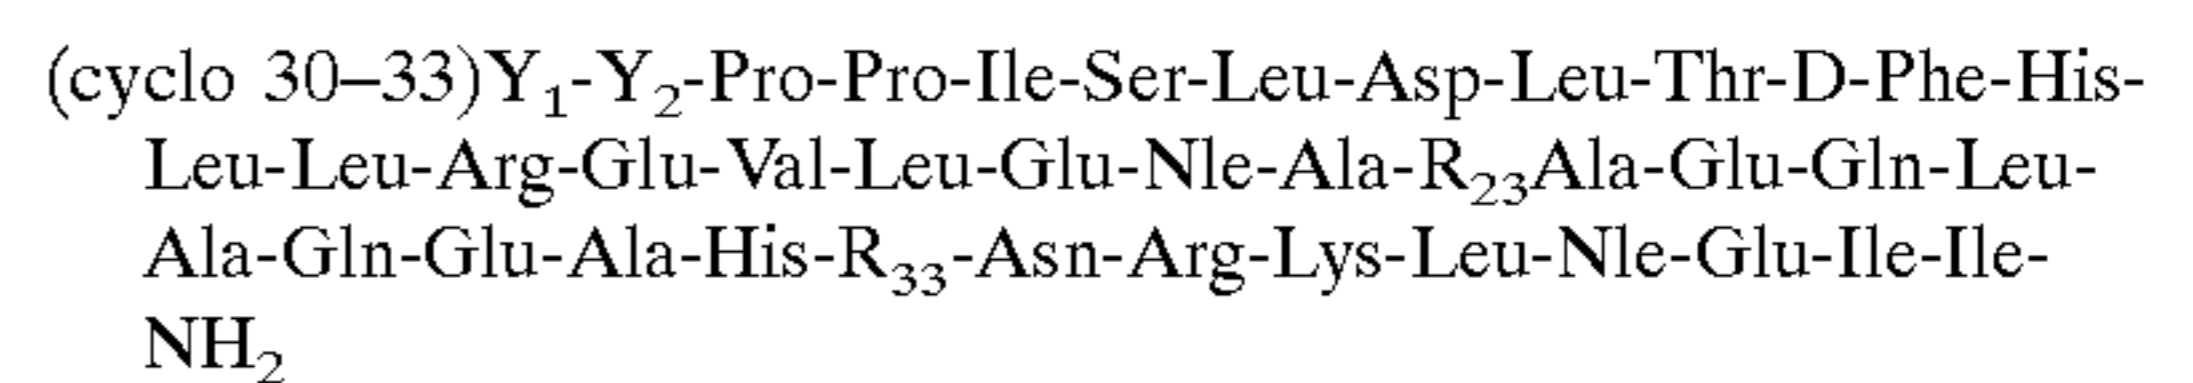 (cyclo 30–33)Y₁-Y₂-Pro-Pro-Ile-Ser-Leu-Asp-Leu-Thr-D-Phe-His-
Leu-Leu-Arg-Glu-Val-Leu-Glu-Nle-Ala-R₂₃Ala-Glu-Gln-Leu-
Ala-Gln-Glu-Ala-His-R₃₃-Asn-Arg-Lys-Leu-Nle-Glu-Ile-Ile-
NH₂